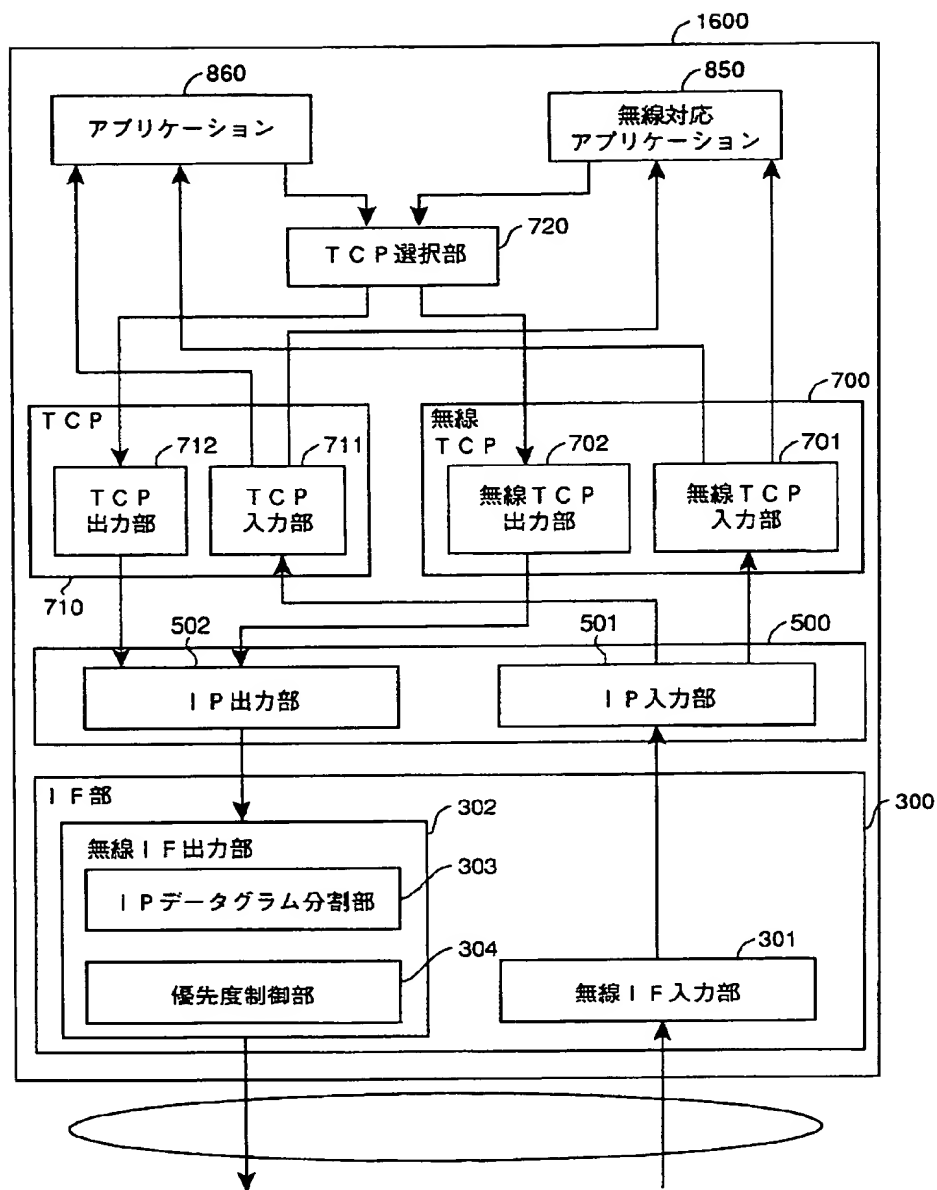 1600
860
アプリケーション
850
無線対応
アプリケーション
720
TCP選択部
700
TCP
712
TCP
出力部
711
TCP
入力部
710
無線
TCP
702
無線TCP
出力部
701
無線TCP
入力部
500
502
IP出力部
501
IP入力部
300
IF部
302
無線IF出力部
303
IPデータグラム分割部
304
優先度制御部
301
無線IF入力部